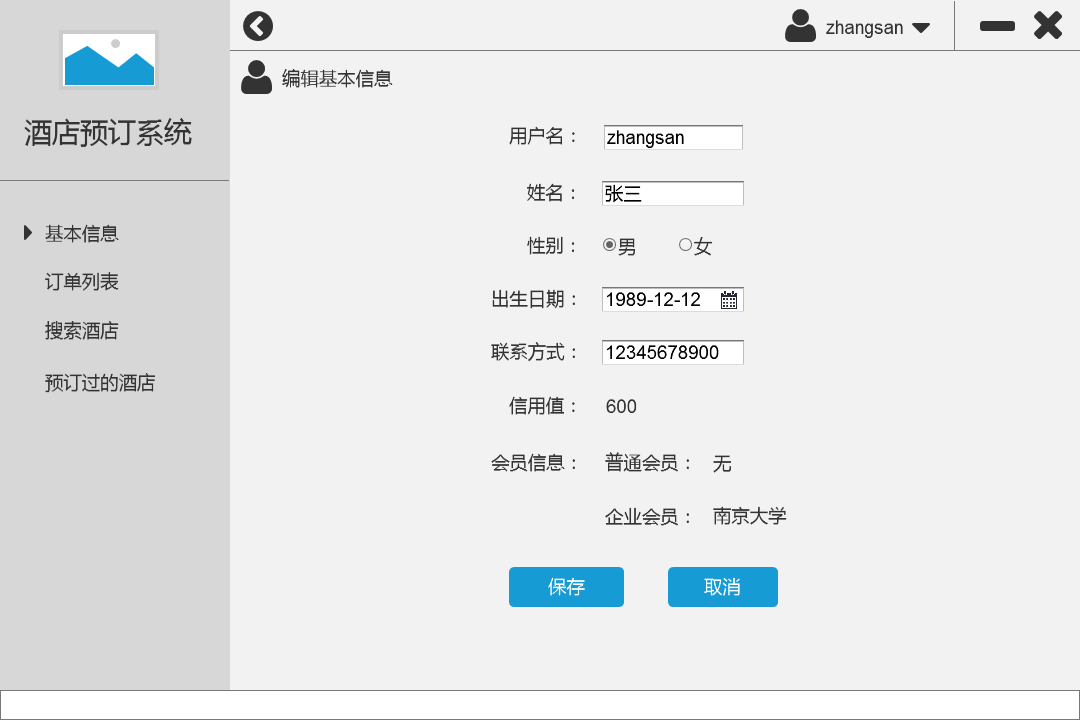 zhangsan
编辑基本信息
酒店预订系统
基本信息
订单列表
搜索酒店
预订过的酒店
用户名： zhangsan
姓名： 张三
性别： 男 女
出生日期： 1989-12-12
联系方式： 12345678900
信用值： 600
会员信息： 普通会员： 无
企业会员： 南京大学
保存 取消